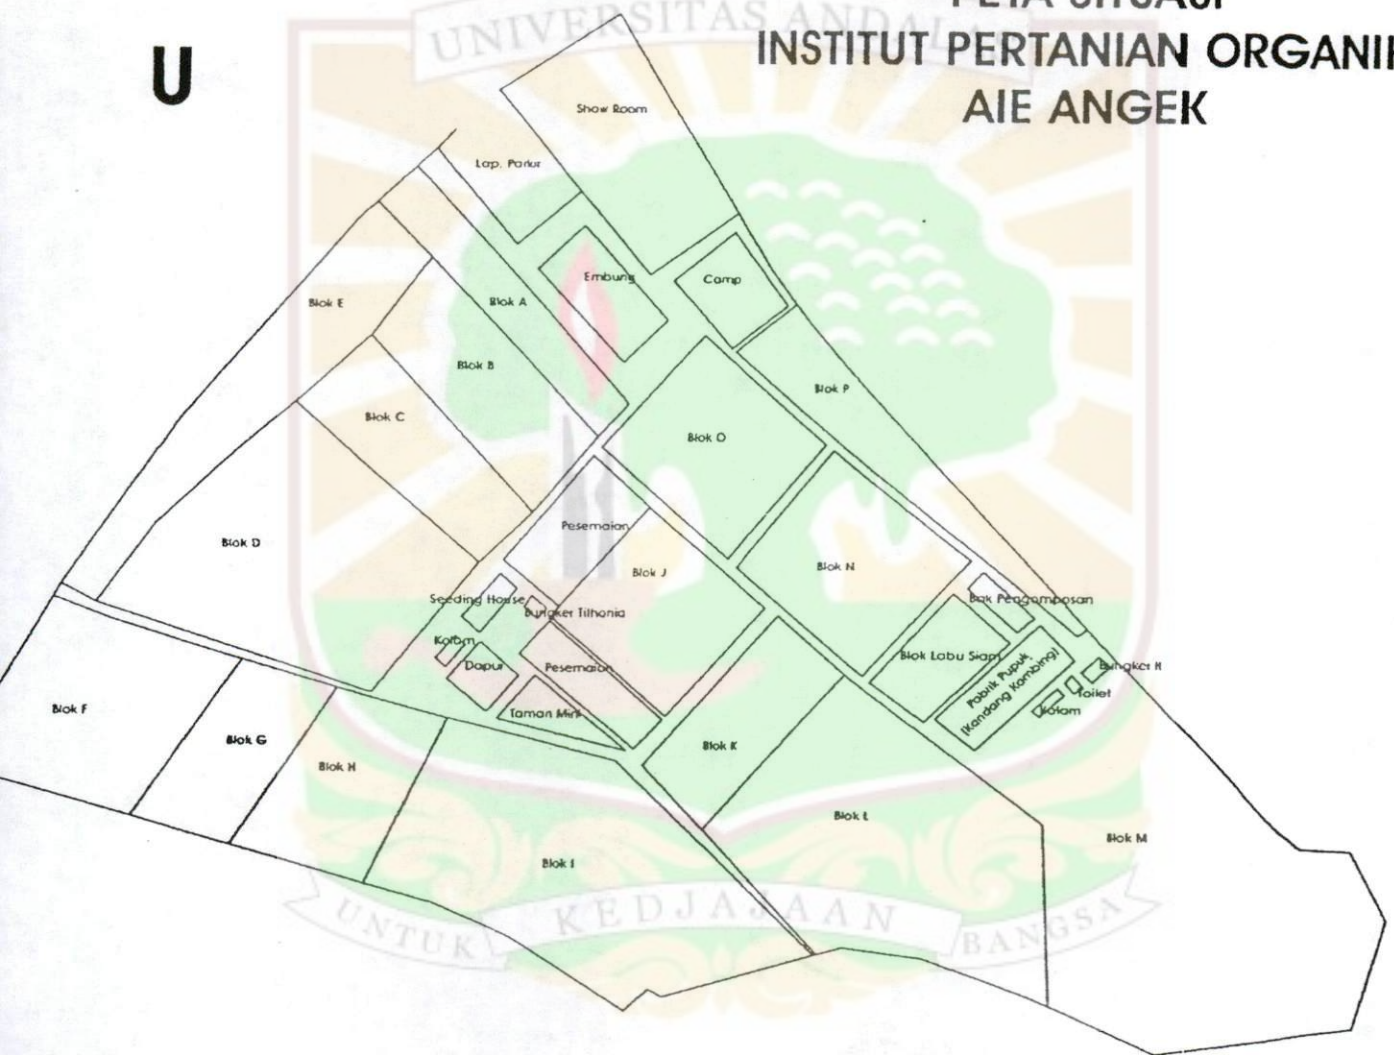 PETA SITUASI
INSTITUT PERTANIAN ORGANIK
AIE ANGEK
U
UNIVERSITAS ANDALAS
Show Room
Lap. Parkir
Embung
Camp
Blok E
Blok A
Blok B
Blok P
Blok C
Blok O
Blok D
Pesemaian
Blok J
Blok N
Seeding House
Bungker Tithonia
Bak Pengomposan
Kolam
Dapur
Pesemaian
Blok Labu Siam
Pabrik Pupuk
(Kandang Kambing)
Bungker H
Toilet
Kolam
Taman Mini
Blok F
Blok G
Blok H
Blok K
Blok L
Blok M
Blok I
UNTUK KEDJAJAAN BANGSA